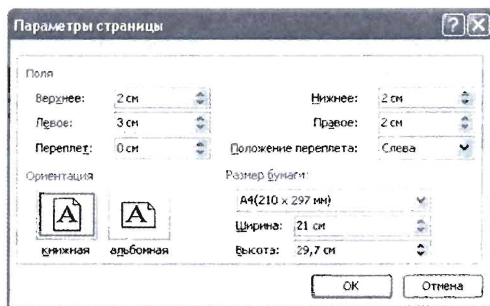 Параметры страницы
Поля
Верхнее: 2 см Нижнее: 2 см
Левое: 3 см Правое: 2 см
Переплет: 0 см Положение переплета: Слева
Ориентация Размер бумаги:
A4(210 x 297 мм)
A A Ширина: 21 см
книжная альбомная Высота: 29,7 см
OK Отмена